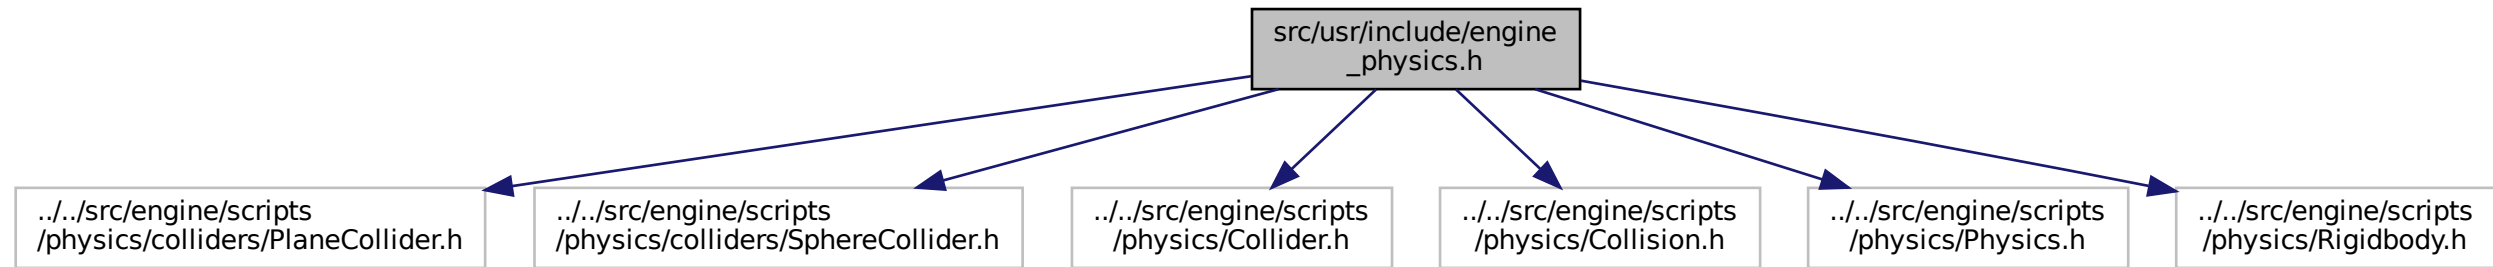 src/usr/include/engine
_physics.h
../../src/engine/scripts
/physics/colliders/PlaneCollider.h
../../src/engine/scripts
/physics/colliders/SphereCollider.h
../../src/engine/scripts
/physics/Collider.h
../../src/engine/scripts
/physics/Collision.h
../../src/engine/scripts
/physics/Physics.h
../../src/engine/scripts
/physics/Rigidbody.h